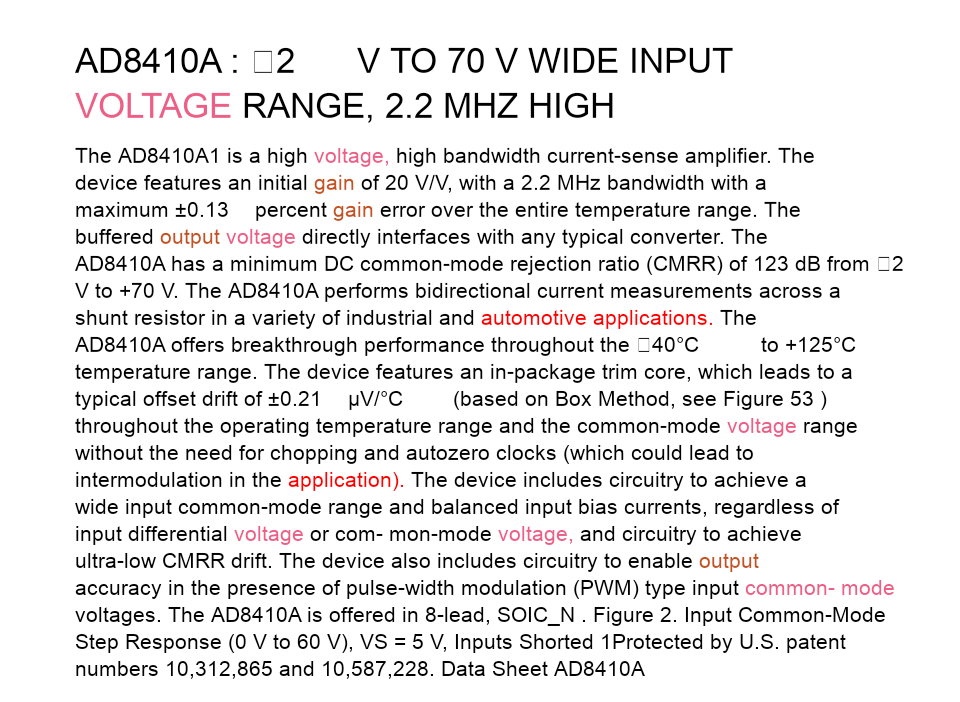 AD8410A : □2 V TO 70 V WIDE INPUT
VOLTAGE RANGE, 2.2 MHZ HIGH
The AD8410A1 is a high voltage, high bandwidth current-sense amplifier. The
device features an initial gain of 20 V/V, with a 2.2 MHz bandwidth with a
maximum ±0.13 percent gain error over the entire temperature range. The
buffered output voltage directly interfaces with any typical converter. The
AD8410A has a minimum DC common-mode rejection ratio (CMRR) of 123 dB from □2
V to +70 V. The AD8410A performs bidirectional current measurements across a
shunt resistor in a variety of industrial and automotive applications. The
AD8410A offers breakthrough performance throughout the □40°C to +125°C
temperature range. The device features an in-package trim core, which leads to a
typical offset drift of ±0.21 μV/°C (based on Box Method, see Figure 53 )
throughout the operating temperature range and the common-mode voltage range
without the need for chopping and autozero clocks (which could lead to
intermodulation in the application). The device includes circuitry to achieve a
wide input common-mode range and balanced input bias currents, regardless of
input differential voltage or com- mon-mode voltage, and circuitry to achieve
ultra-low CMRR drift. The device also includes circuitry to enable output
accuracy in the presence of pulse-width modulation (PWM) type input common- mode
voltages. The AD8410A is offered in 8-lead, SOIC_N . Figure 2. Input Common-Mode
Step Response (0 V to 60 V), VS = 5 V, Inputs Shorted 1Protected by U.S. patent
numbers 10,312,865 and 10,587,228. Data Sheet AD8410A